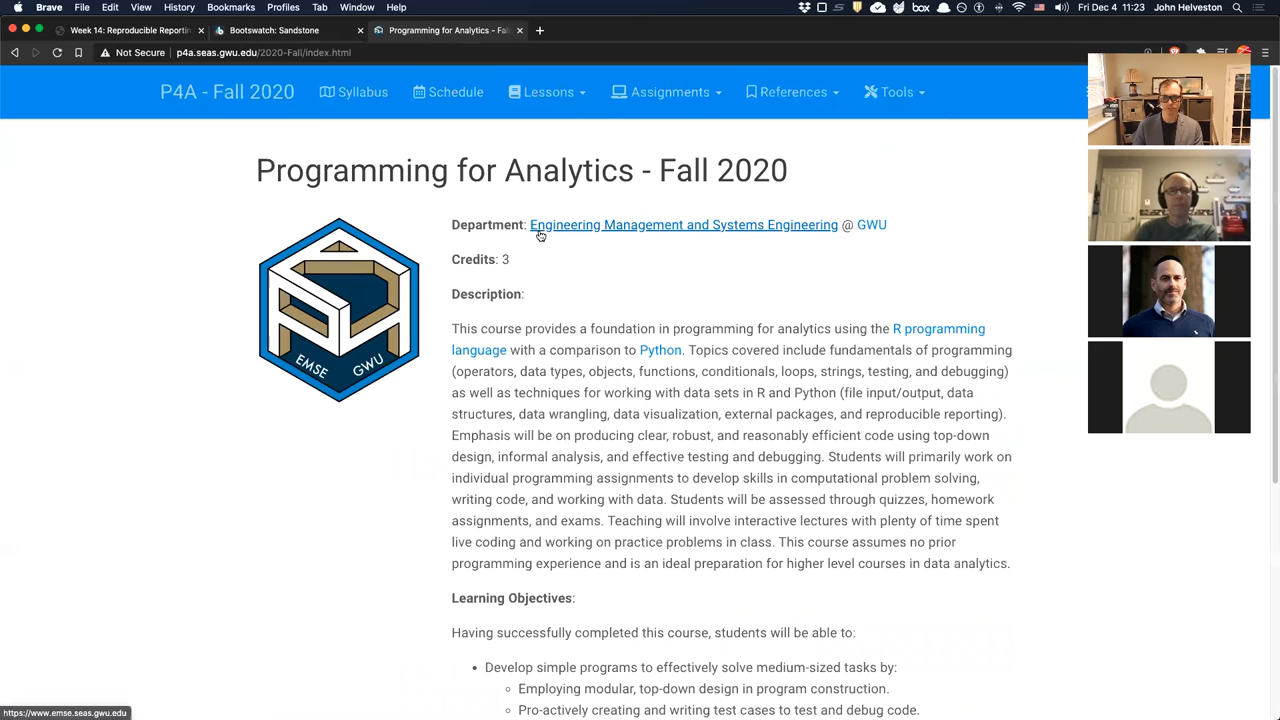 Brave File Edit View History Bookmarks Profiles Tab Window Help box Fri Dec 4 11:23 John Helveston
Week 14: Reproducible Reportin Bootswatch: Sandstone Programming for Analytics - Fal
Not Secure p4a.seas.gwu.edu/2020-Fall/index.html
P4A - Fall 2020 Syllabus Schedule Lessons Assignments References Tools
Programming for Analytics - Fall 2020
Department: Engineering Management and Systems Engineering @ GWU
Credits: 3
Description:
This course provides a foundation in programming for analytics using the R programming
language with a comparison to Python. Topics covered include fundamentals of programming
(operators, data types, objects, functions, conditionals, loops, strings, testing, and debugging)
as well as techniques for working with data sets in R and Python (file input/output, data
structures, data wrangling, data visualization, external packages, and reproducible reporting).
Emphasis will be on producing clear, robust, and reasonably efficient code using top-down
design, informal analysis, and effective testing and debugging. Students will primarily work on
individual programming assignments to develop skills in computational problem solving,
writing code, and working with data. Students will be assessed through quizzes, homework
assignments, and exams. Teaching will involve interactive lectures with plenty of time spent
live coding and working on practice problems in class. This course assumes no prior
programming experience and is an ideal preparation for higher level courses in data analytics.
EMSE GWU
Learning Objectives:
Having successfully completed this course, students will be able to:
• Develop simple programs to effectively solve medium-sized tasks by:
○ Employing modular, top-down design in program construction.
○ Pro-actively creating and writing test cases to test and debug code.
https://www.emse.seas.gwu.edu